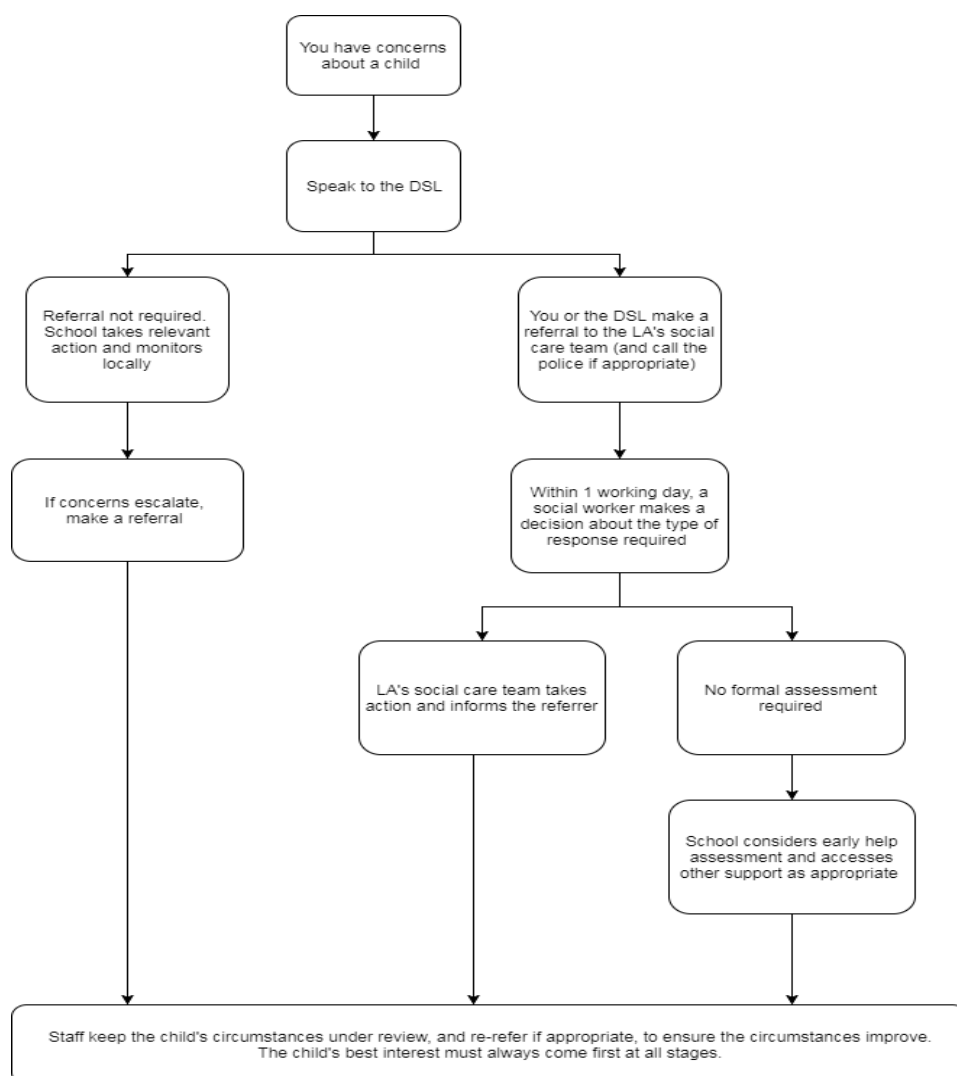 You have concerns
about a child
Speak to the DSL
Referral not required.
School takes relevant
action and monitors
locally
You or the DSL make a
referral to the LA's social
care team (and call the
police if appropriate)
If concerns escalate,
make a referral
Within 1 working day, a
social worker makes a
decision about the type of
response required
LA's social care team takes
action and informs the referrer
No formal assessment
required
School considers early help
assessment and accesses
other support as appropriate
Staff keep the child's circumstances under review, and re-refer if appropriate, to ensure the circumstances improve.
The child's best interest must always come first at all stages.